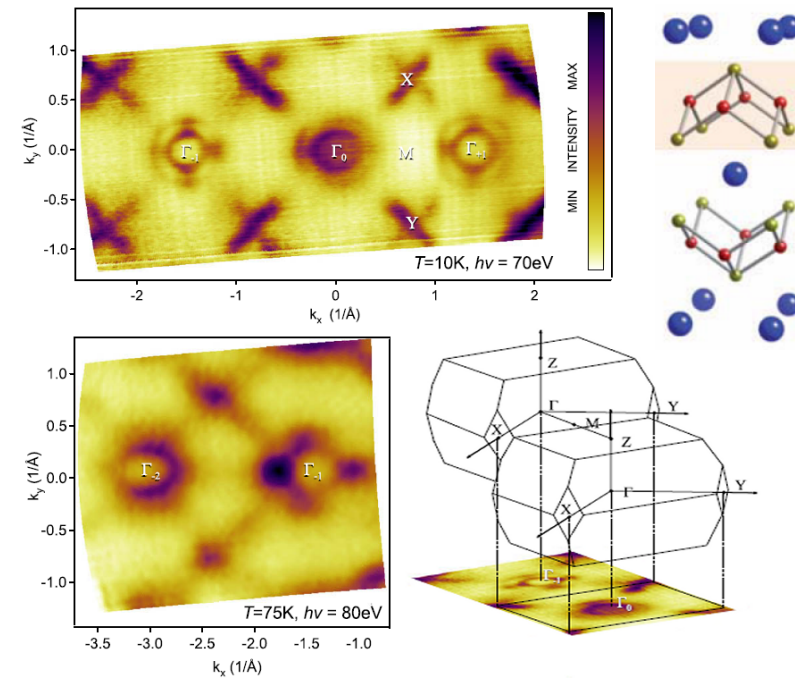 1.0
0.5
0.0
-0.5
-1.0
k_y (1/Å)
Γ_-1
Γ_0
M
Γ_+1
X
Y
T=10K, hν = 70eV
-2
-1
0
1
2
k_x (1/Å)
MIN INTENSITY MAX
1.0
0.5
0.0
-0.5
-1.0
k_y (1/Å)
Γ_-2
Γ_-1
T=75K, hν = 80eV
-3.5
-3.0
-2.5
-2.0
-1.5
-1.0
k_x (1/Å)
Z
Γ
M
Y
X
Z
Γ
Y
X
Γ_0